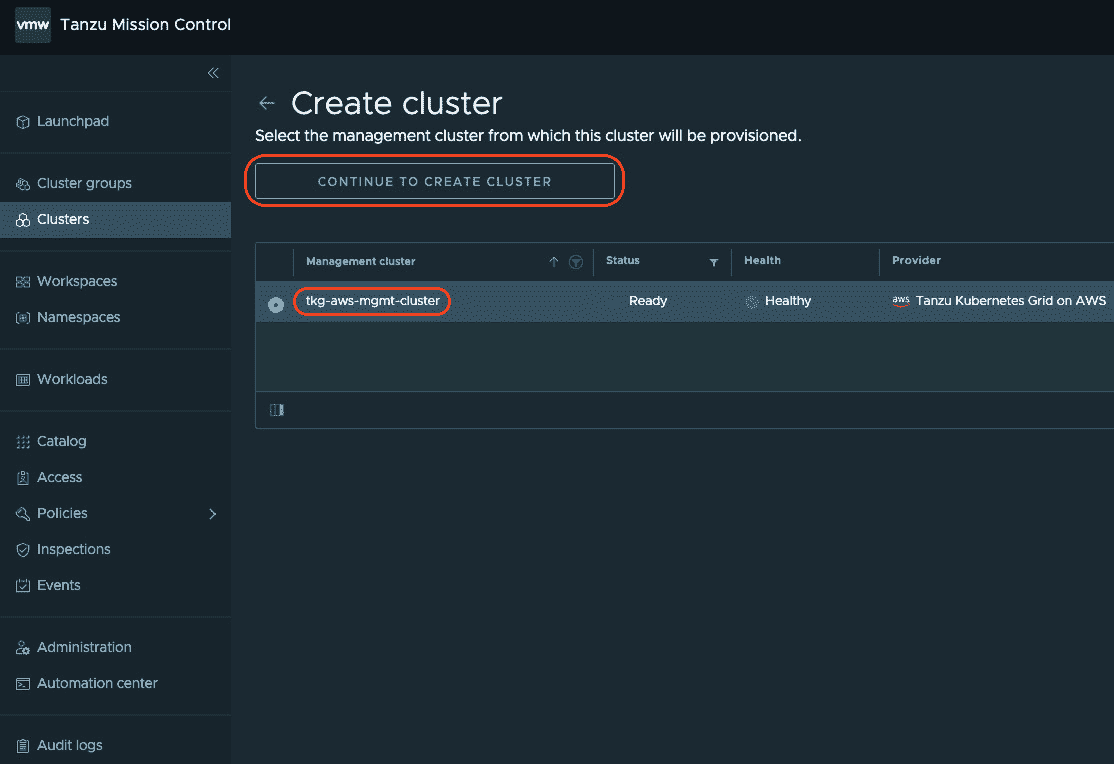 vmw Tanzu Mission Control
Create cluster
Select the management cluster from which this cluster will be provisioned.
CONTINUE TO CREATE CLUSTER
Management cluster Status Health Provider
tkg-aws-mgmt-cluster Ready Healthy aws Tanzu Kubernetes Grid on AWS
Launchpad
Cluster groups
Clusters
Workspaces
Namespaces
Workloads
Catalog
Access
Policies
Inspections
Events
Administration
Automation center
Audit logs